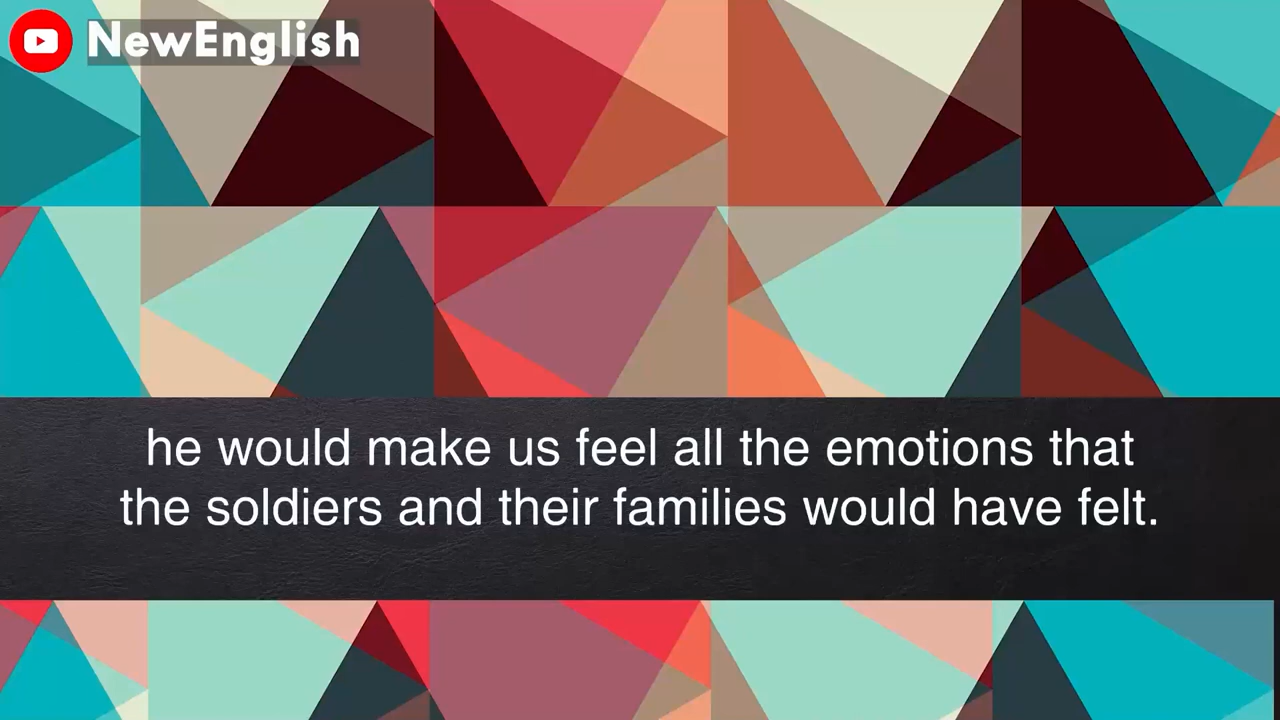 NewEnglish
he would make us feel all the emotions that
the soldiers and their families would have felt.